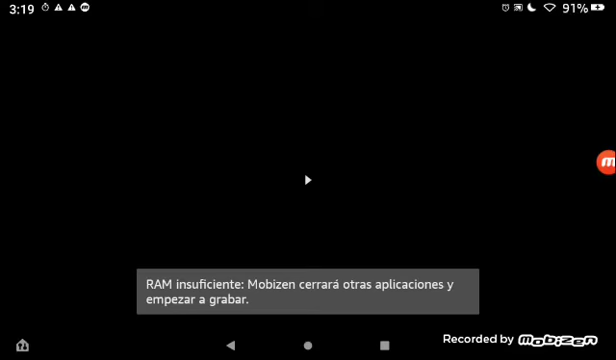 3:19
91%
RAM insuficiente: Mobizen cerrará otras aplicaciones y
empezar a grabar.
Recorded by mobizen